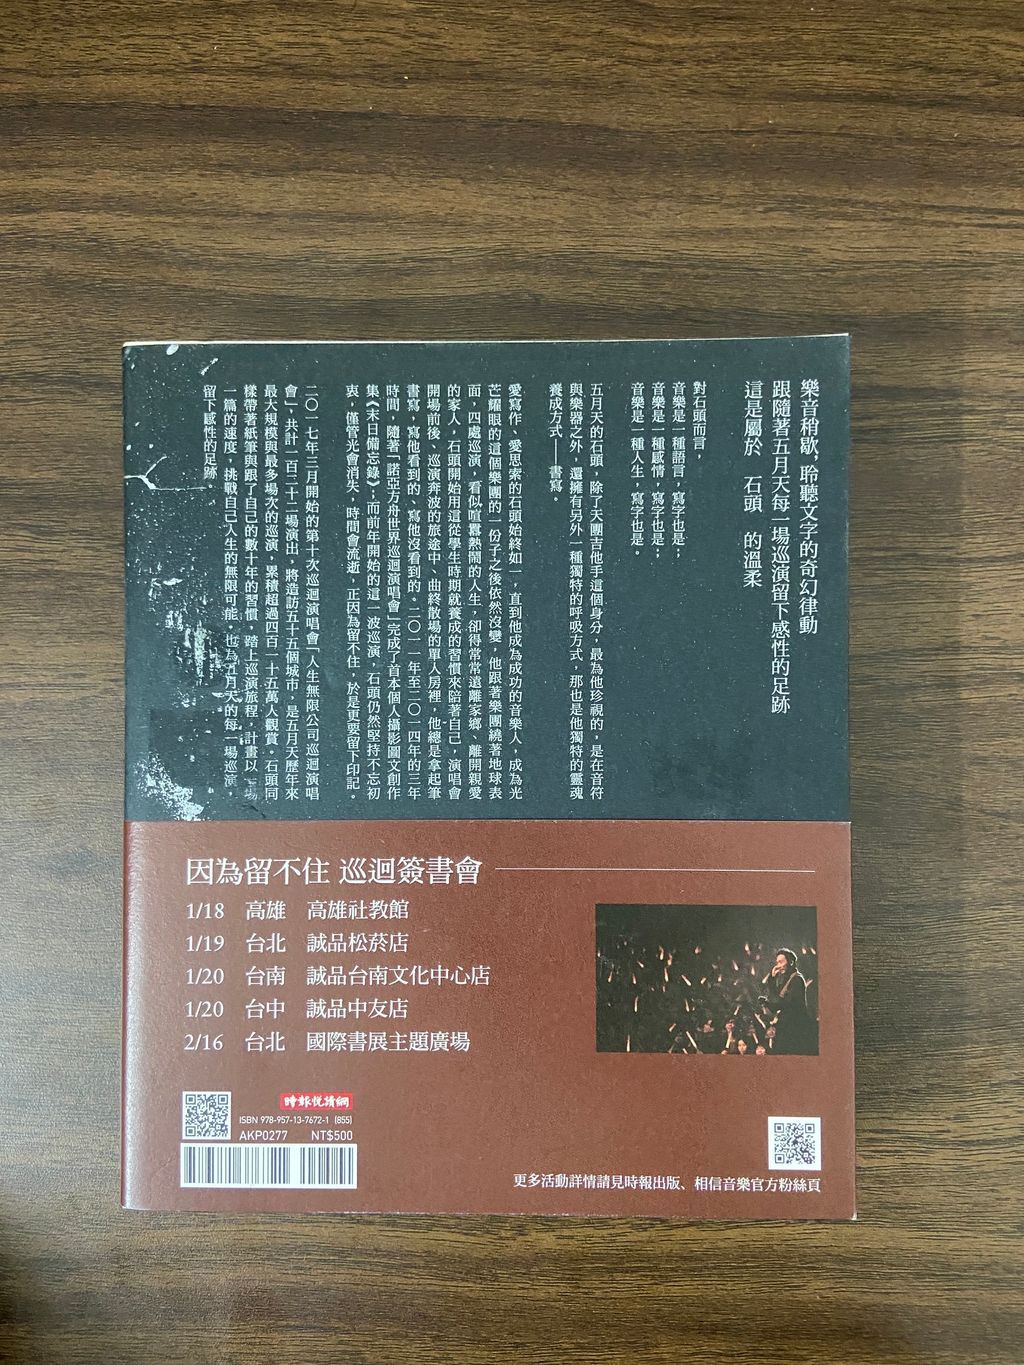 樂音稍歇，聆聽文字的奇幻律動
跟隨著五月天每一場巡演留下感性的足跡
這是屬於 石頭 的溫柔
對石頭而言，
音樂是一種語言，寫字也是；
音樂是一種感情，寫字也是；
音樂是一種人生，寫字也是。
五月天的石頭，除了天團吉他手這個身分，最為他珍視的，是在音符
與樂器之外，還擁有另外一種獨特的呼吸方式，那也是他獨特的靈魂
養成方式——書寫。
愛寫作、愛思索的石頭始終如一，直到他成為成功的音樂人，成為光
芒耀眼的這個樂團的一份子之後依然沒變，他跟著樂團繞著地球表
面，四處巡演，看似喧囂熱鬧的人生，卻得常常遠離家鄉、離開親愛
的家人，石頭開始用這從學生時期就養成的習慣來陪著自己，演唱會
開場前後、巡演奔波的旅途中、曲終散場的單人房裡，他總是拿起筆
書寫，寫他看到的，寫他沒看到的。二〇一一年至二〇一四年的三年
時間，隨著「諾亞方舟世界巡迴演唱會」完成了首本個人攝影圖文創作
集《末日備忘錄》；而前年開始的這一波巡演，石頭仍然堅持不忘初
衷，僅管光會消失，時間會流逝，正因為留不住，於是更要留下印記。
二〇一七年三月開始的第十次巡迴演唱會「人生無限公司巡迴演唱
會」，共計一百二十二場演出，將造訪五十五個城市，是五月天歷年來
最大規模與最多場次的巡演，累積超過四百一十五萬人觀賞。石頭同
樣帶著紙筆與跟了自己的數十年的習慣，踏上巡演旅程，計畫以一場
一篇的速度，挑戰自己人生的無限可能，也為五月天的每一場巡演，
留下感性的足跡。
因為留不住 巡迴簽書會
1/18 高雄 高雄社教館
1/19 台北 誠品松菸店
1/20 台南 誠品台南文化中心店
1/20 台中 誠品中友店
2/16 台北 國際書展主題廣場
時報悅讀網
ISBN 978-957-13-7672-1 (855)
AKP0277 NT$500
更多活動詳情請見時報出版、相信音樂官方粉絲頁